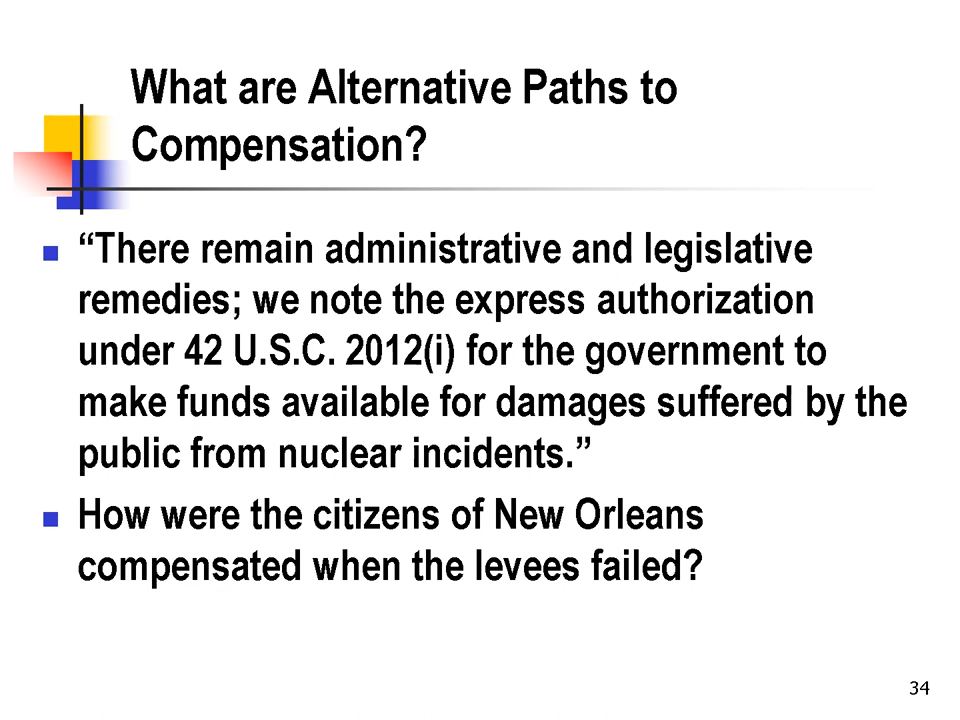 What are Alternative Paths to
Compensation?
“There remain administrative and legislative
remedies; we note the express authorization
under 42 U.S.C. 2012(i) for the government to
make funds available for damages suffered by the
public from nuclear incidents.”
How were the citizens of New Orleans
compensated when the levees failed?
34